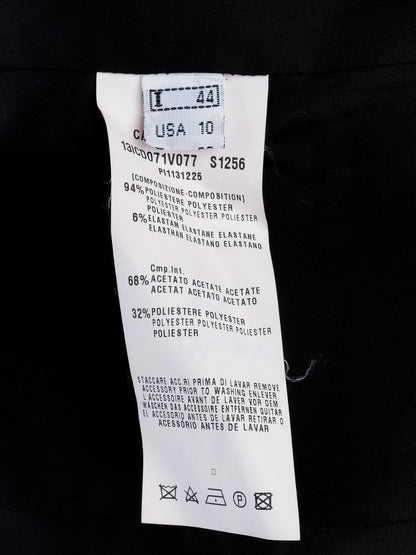 I 44
USA 10
13ICD071V077 S1256
PI1131225
[COMPOSIZIONE-COMPOSITION]
94% POLIESTERE POLYESTER
POLYESTER POLYESTER POLIESTER
POLIESTER
6% ELASTAM ELASTANE ELASTANE
ELASTHAN ELASTANO ELASTANO
Cmp.Int.
68% ACETATO ACETATE ACETATE
ACETAT ACETATO ACETATO
32% POLIESTERE POLYESTER
POLYESTER POLYESTER POLIESTER
POLIESTER
STACCARE ACC.RI PRIMA DI LAVAR REMOVE
ACCESSORY PRIOR TO WASHING ENLEVER
L'ACCESSOIRE AVANT DE LAVER VOR DEM
WASCHEN DAS ACCESSOIRE ENTFERNEN QUITAR
EL ACCESORIO ANTES DE LAVAR RETIRAR O
ACESSÓRIO ANTES DE LAVAR
P